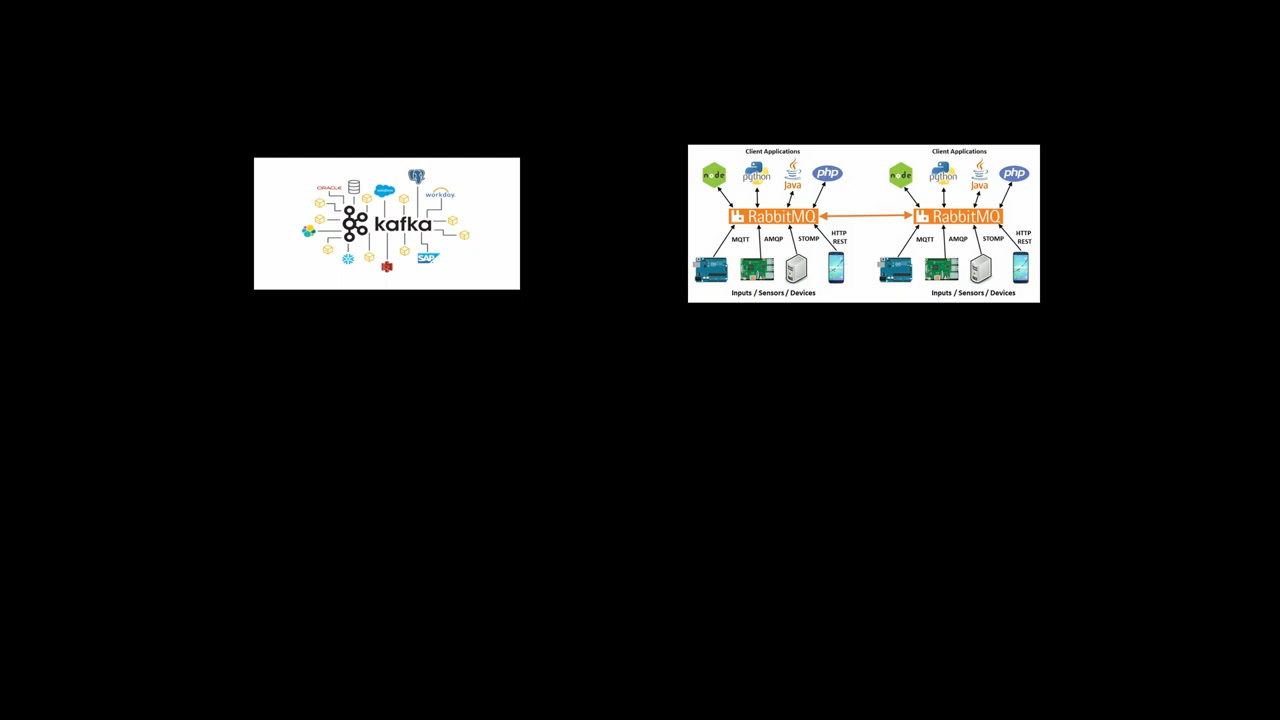 ORACLE
salesforce
workday.
kafka
SAP
Client Applications
node
python
Java
php
RabbitMQ
MQTT
AMQP
STOMP
HTTP
REST
Inputs / Sensors / Devices
Client Applications
node
python
Java
php
RabbitMQ
MQTT
AMQP
STOMP
HTTP
REST
Inputs / Sensors / Devices